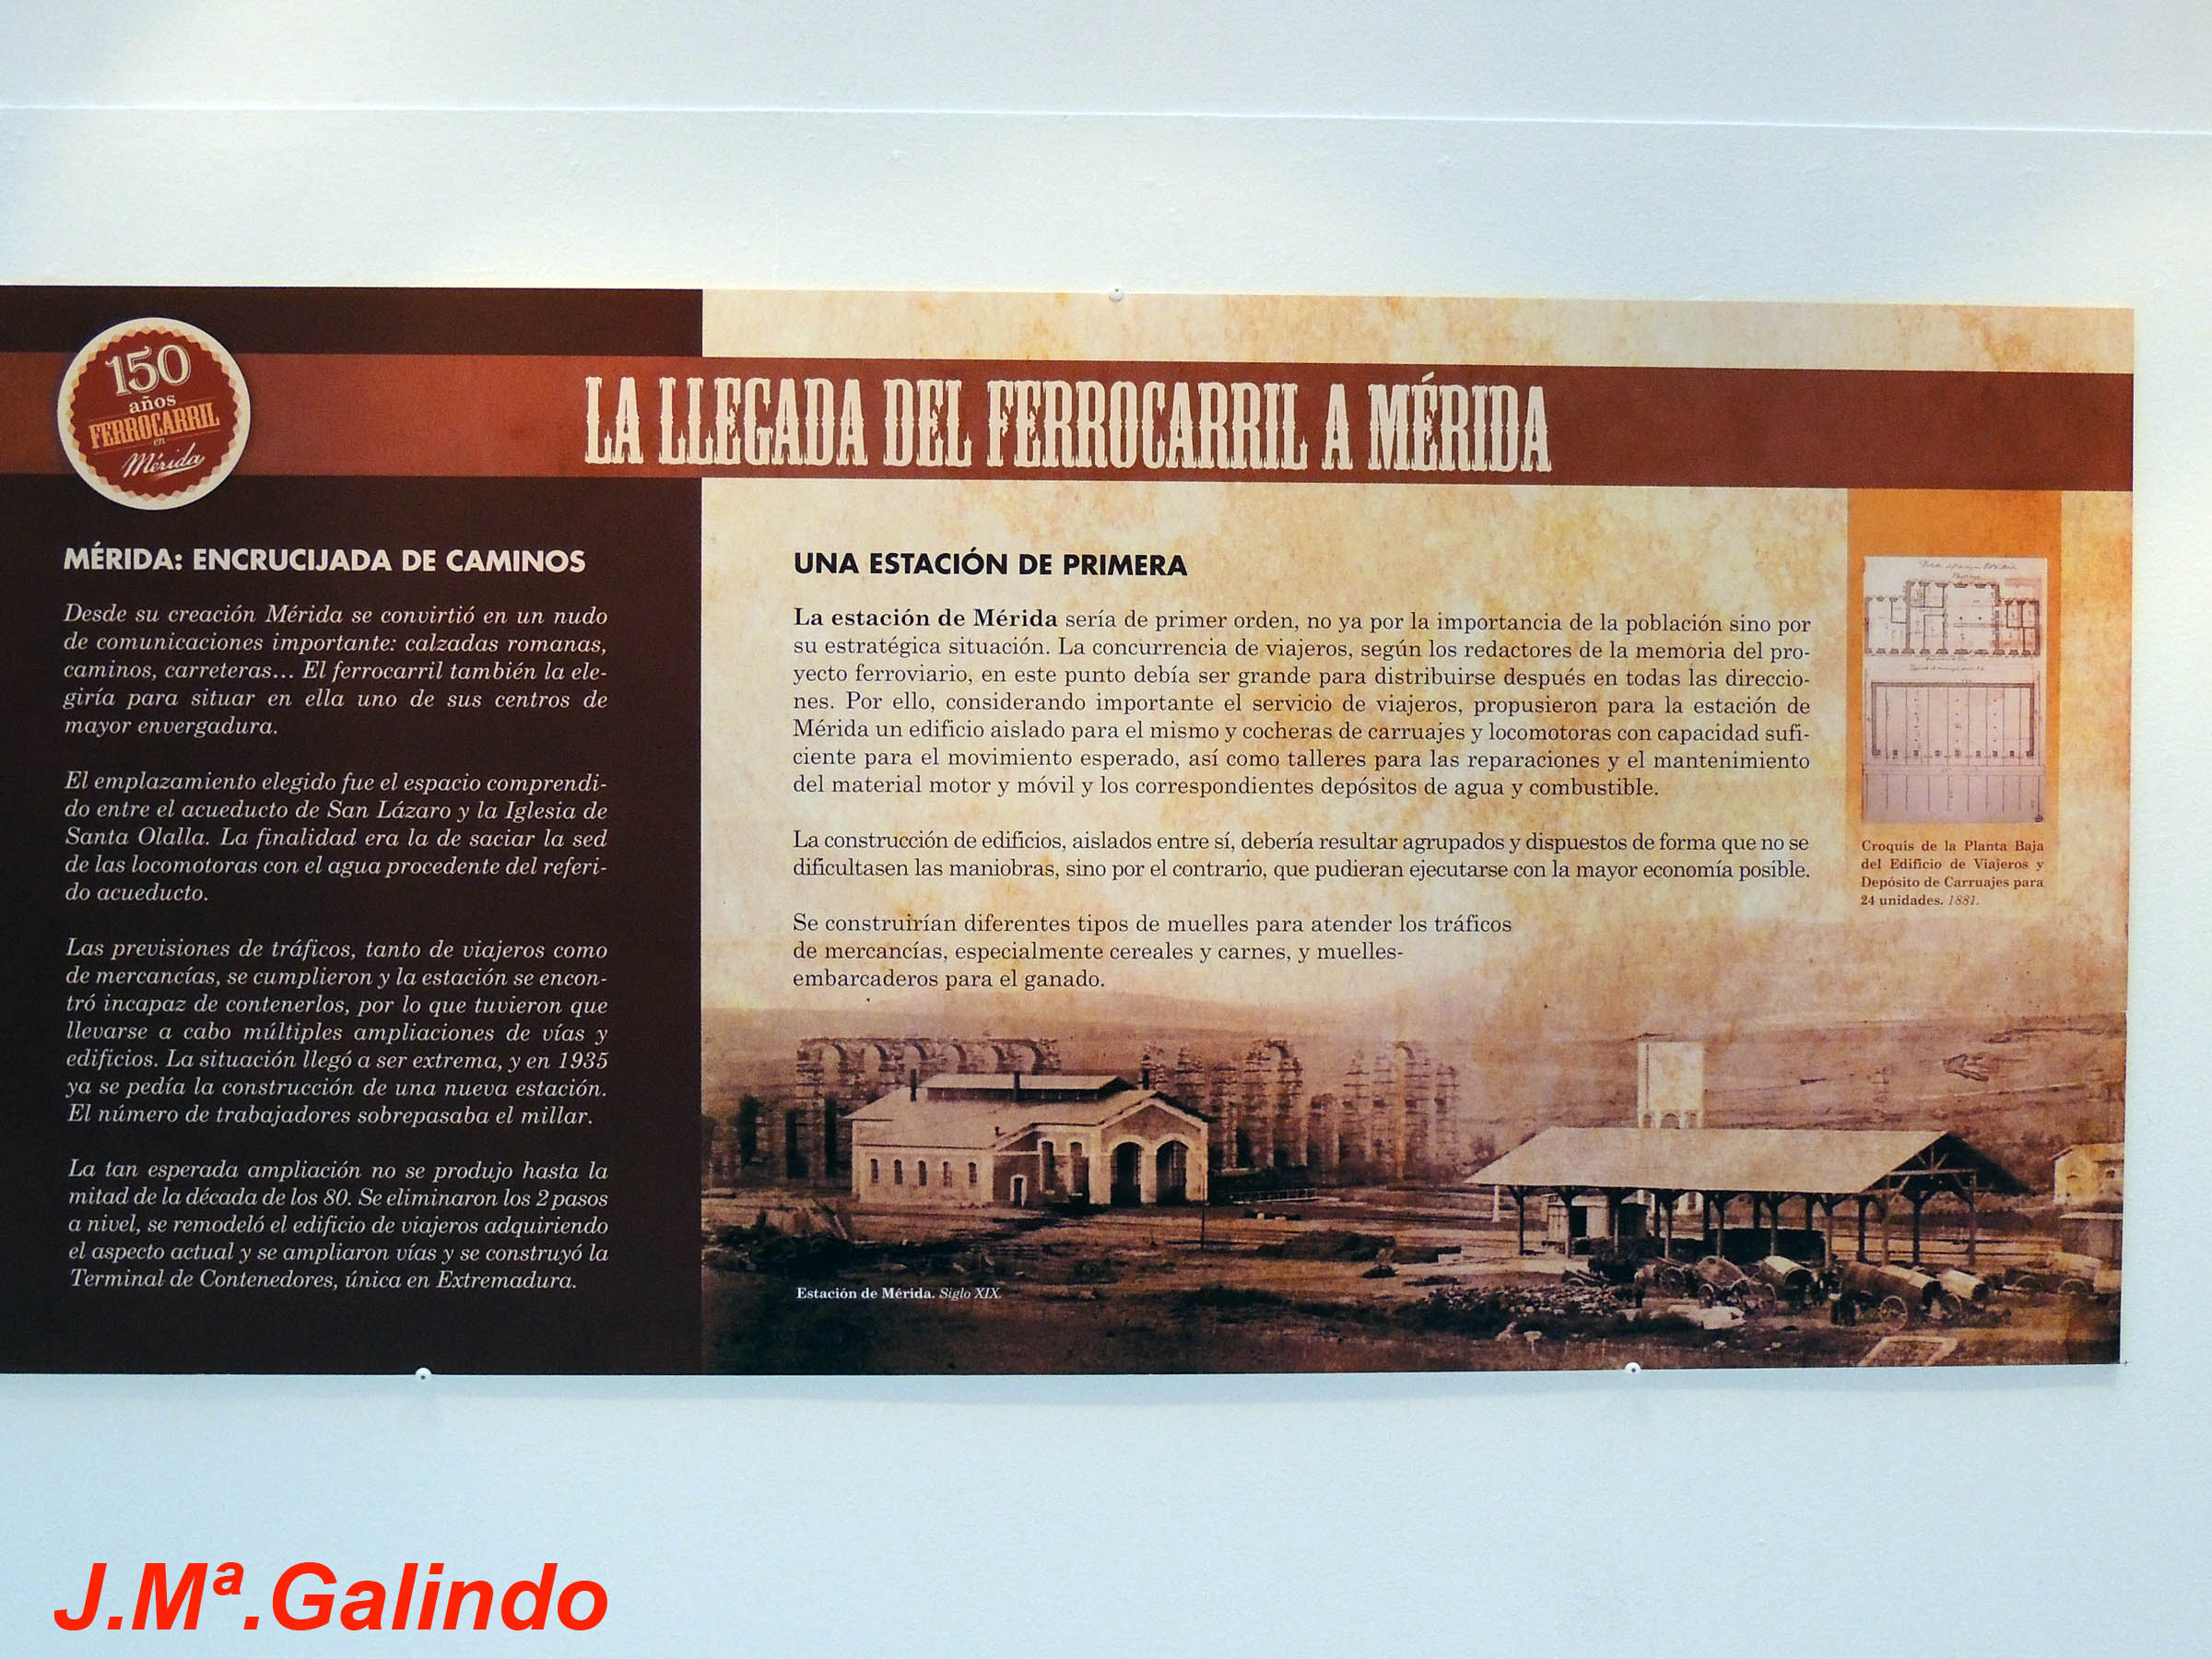 150
años
FERROCARRIL
en
Mérida
LA LLEGADA DEL FERROCARRIL A MÉRIDA
MÉRIDA: ENCRUCIJADA DE CAMINOS
Desde su creación Mérida se convirtió en un nudo
de comunicaciones importante: calzadas romanas,
caminos, carreteras... El ferrocarril también la ele-
giría para situar en ella uno de sus centros de
mayor envergadura.
El emplazamiento elegido fue el espacio comprendi-
do entre el acueducto de San Lázaro y la Iglesia de
Santa Olalla. La finalidad era la de saciar la sed
de las locomotoras con el agua procedente del referi-
do acueducto.
Las previsiones de tráficos, tanto de viajeros como
de mercancías, se cumplieron y la estación se encon-
tró incapaz de contenerlos, por lo que tuvieron que
llevarse a cabo múltiples ampliaciones de vías y
edificios. La situación llegó a ser extrema, y en 1935
ya se pedía la construcción de una nueva estación.
El número de trabajadores sobrepasaba el millar.
La tan esperada ampliación no se produjo hasta la
mitad de la década de los 80. Se eliminaron los 2 pasos
a nivel, se remodeló el edificio de viajeros adquiriendo
el aspecto actual y se ampliaron vías y se construyó la
Terminal de Contenedores, única en Extremadura.
UNA ESTACIÓN DE PRIMERA
La estación de Mérida sería de primer orden, no ya por la importancia de la población sino por
su estratégica situación. La concurrencia de viajeros, según los redactores de la memoria del pro-
yecto ferroviario, en este punto debía ser grande para distribuirse después en todas las direccio-
nes. Por ello, considerando importante el servicio de viajeros, propusieron para la estación de
Mérida un edificio aislado para el mismo y cocheras de carruajes y locomotoras con capacidad sufi-
ciente para el movimiento esperado, así como talleres para las reparaciones y el mantenimiento
del material motor y móvil y los correspondientes depósitos de agua y combustible.
La construcción de edificios, aislados entre sí, debería resultar agrupados y dispuestos de forma que no se
dificultasen las maniobras, sino por el contrario, que pudieran ejecutarse con la mayor economía posible.
Se construirían diferentes tipos de muelles para atender los tráficos
de mercancías, especialmente cereales y carnes, y muelles-
embarcaderos para el ganado.
Croquis de la Planta Baja
del Edificio de Viajeros y
Depósito de Carruajes para
24 unidades. 1881.
Estación de Mérida. Siglo XIX.
J.Mª.Galindo